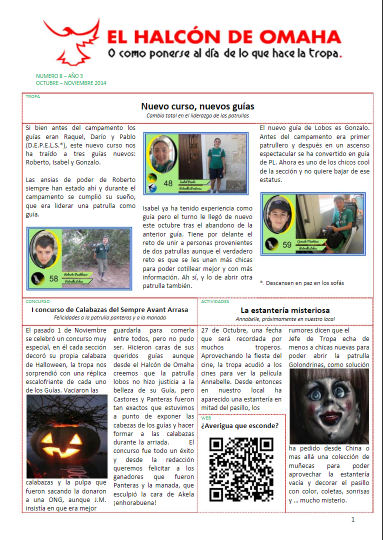 EL HALCÓN DE OMAHA
O como ponerse al día de lo que hace la tropa.
NUMERO 8 – AÑO 3
OCTUBRE – NOVIEMBRE 2014
TROPA
Nuevo curso, nuevos guías
Cambio total en el liderazgo de las patrullas
Si bien antes del campamento los
guías eran Raquel, Darío y Pablo
(D.E.P.E.L.S.*), este nuevo curso nos
ha traído a tres guías nuevos:
Roberto, Isabel y Gonzalo.
Las ansias de poder de Roberto
siempre han estado ahí y durante el
campamento se cumplió su sueño,
que era liderar una patrulla como
guía.
58
48
Isabel ya ha tenido experiencia como
guía pero el turno le llegó de nuevo
este octubre tras el abandono de la
anterior guía. Tiene por delante el
reto de unir a personas provenientes
de dos patrullas aunque el verdadero
reto es que se les unan más chicas
para poder cotillear mejor y con más
información. Ah sí, y lo de abrir otra
patrulla también.
El nuevo guía de Lobos es Gonzalo.
Antes del campamento era primer
patrullero y después en un ascenso
espectacular se ha convertido en guía
de PL. Ahora es uno de los chicos cool
de la sección y no quiere bajar de ese
estatus.
59
*. Descansen en paz en los sofás
CONCURSO
I concurso de Calabazas del Sempre Avant Arrasa
Felicidades a la patrulla panteras y a la manada
El pasado 1 de Noviembre
se celebró un concurso muy
especial, en él cada sección
decoró su propia calabaza
de Halloween, la tropa nos
sorprendió con una réplica
escalofriante de cada uno
de los Guías. Vaciaron las
calabazas y la pulpa que
fueron sacando la donaron
a una ONG, aunque J.M.
insistía en que era mejor
guardarla para comerla
entre todos, pero no pudo
ser. Hicieron caras de sus
queridos guías aunque
desde el Halcón de Omaha
creemos que la patrulla
lobos no hizo justicia a la
belleza de su Guía, pero
Castores y Panteras fueron
tan exactos que estuvimos
a punto de exponer las
cabezas de los guías y hacer
formar a las calabazas
durante la arriada. El
concurso fue todo un éxito
y desde la redacción
queremos felicitar a los
ganadores que fueron
Panteras y la manada, que
esculpió la cara de Akela
¡enhorabuena!
ACTIVIDADES
La estantería misteriosa
Annabelle, próximamente en nuestro local
27 de Octubre, una fecha
que será recordada por
muchos troperos.
Aprovechando la fiesta del
cine, la tropa acudió a los
cines para ver la película
Annabelle. Desde entonces
en nuestro local ha
aparecido una estantería en
mitad del pasillo, los
WEB
¿Averigua que esconde?
rumores dicen que el
Jefe de Tropa echa de
menos a chicas nuevas para
poder abrir la patrulla
Golondrinas, como solución
ha pedido desde China o
mas allá una colección de
muñecas para poder
aprovechar la estantería
vacía y decorar el pasillo
con color, coletas, sonrisas
y … mucho misterio.
1